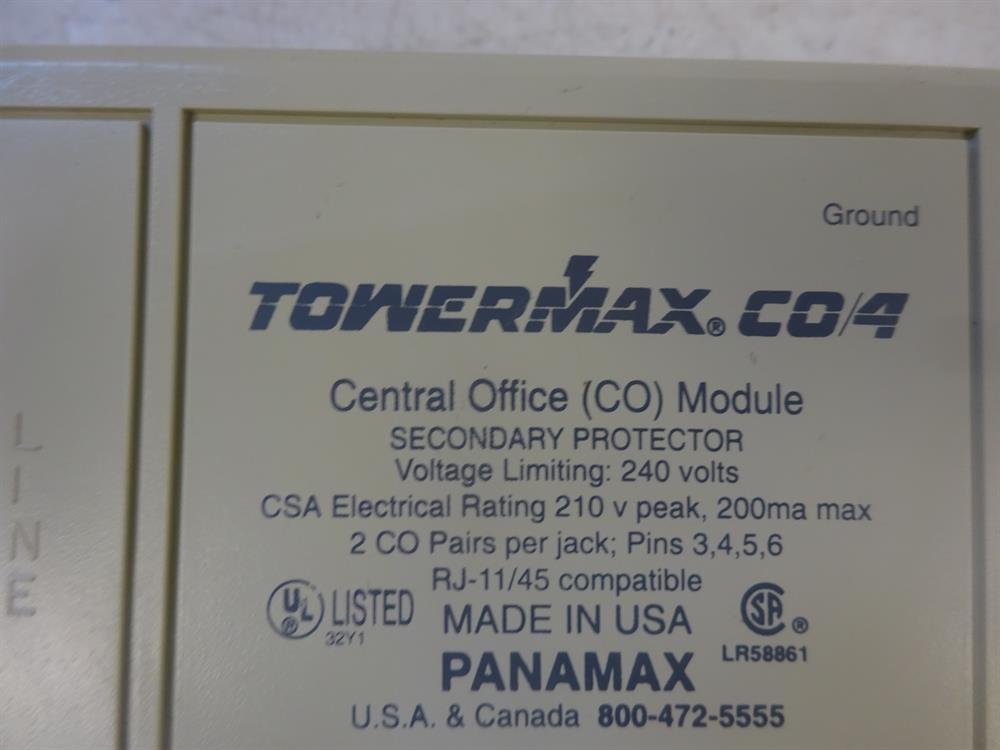 Ground
TOWERMAX® CO/4
Central Office (CO) Module
SECONDARY PROTECTOR
Voltage Limiting: 240 volts
CSA Electrical Rating 210 v peak, 200ma max
2 CO Pairs per jack; Pins 3,4,5,6
RJ-11/45 compatible
UL® LISTED
32Y1
MADE IN USA
SA®
LR58861
PANAMAX
U.S.A. & Canada 800-472-5555
LINE